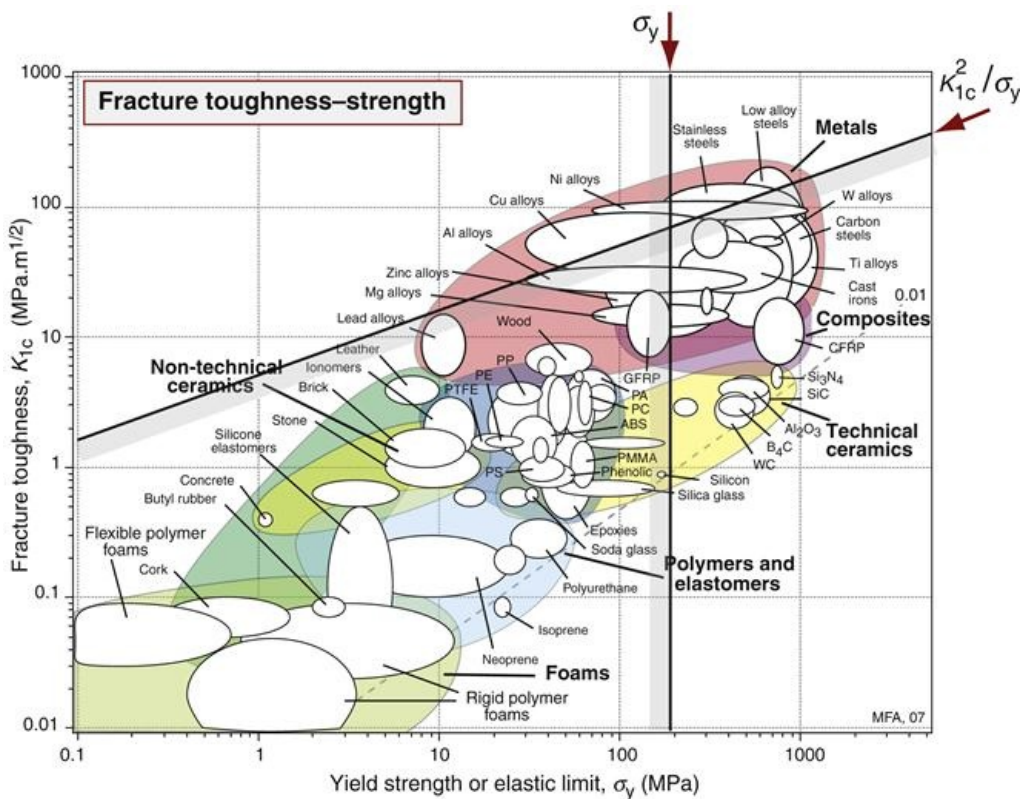 σy
K²1c/σy
1000
Fracture toughness–strength
Low alloy
steels
Metals
Stainless
steels
Ni alloys
W alloys
100
Cu alloys
Carbon
steels
Al alloys
Ti alloys
Zinc alloys
Cast
irons
Mg alloys
0.01
Lead alloys
Wood
Composites
10
Leather
PP
CFRP
Non-technical
ceramics
Ionomers
PE
GFRP
Si3N4
Brick
PTFE
PA
SiC
PC
Stone
ABS
Al2O3
Technical
ceramics
Silicone
elastomers
B4C
PMMA
WC
1
PS
Phenolic
Silicon
Concrete
Silica glass
Butyl rubber
Epoxies
Flexible polymer
foams
Soda glass
Polymers and
elastomers
Cork
Polyurethane
0.1
Isoprene
Neoprene
Foams
Rigid polymer
foams
MFA, 07
0.01
0.1
1
10
100
1000
Fracture toughness, K1c (MPa.m1/2)
Yield strength or elastic limit, σy (MPa)